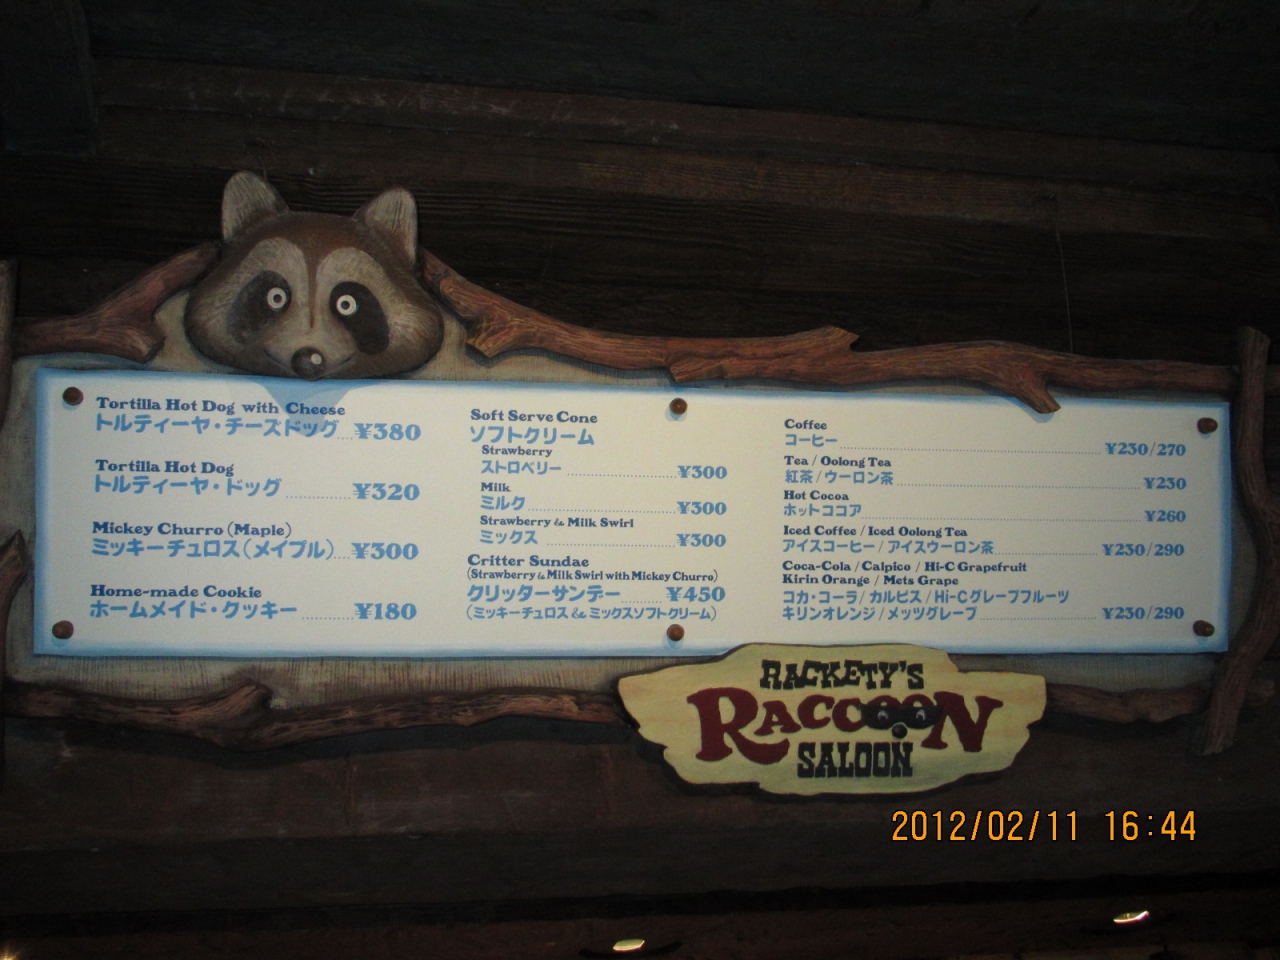 Tortilla Hot Dog with Cheese
トルティーヤ・チーズドッグ ¥380
Tortilla Hot Dog
トルティーヤ・ドッグ ¥320
Mickey Churro (Maple)
ミッキーチュロス(メイプル) ¥300
Home-made Cookie
ホームメイド・クッキー ¥180
Soft Serve Cone
ソフトクリーム
Strawberry
ストロベリー ¥300
Milk
ミルク ¥300
Strawberry & Milk Swirl
ミックス ¥300
Critter Sundae
(Strawberry & Milk Swirl with Mickey Churro)
クリッターサンデー ¥450
(ミッキーチュロス & ミックスソフトクリーム)
Coffee
コーヒー ¥230/270
Tea / Oolong Tea
紅茶 / ウーロン茶 ¥230
Hot Cocoa
ホットココア ¥260
Iced Coffee / Iced Oolong Tea
アイスコーヒー / アイスウーロン茶 ¥230/290
Coca-Cola / Calpico / Hi-C Grapefruit
Kirin Orange / Mets Grape
コカ・コーラ / カルピス / Hi-Cグレープフルーツ
キリンオレンジ / メッツグレープ ¥230/290
RACKETY'S
RACCOON
SALOON
2012/02/11 16:44